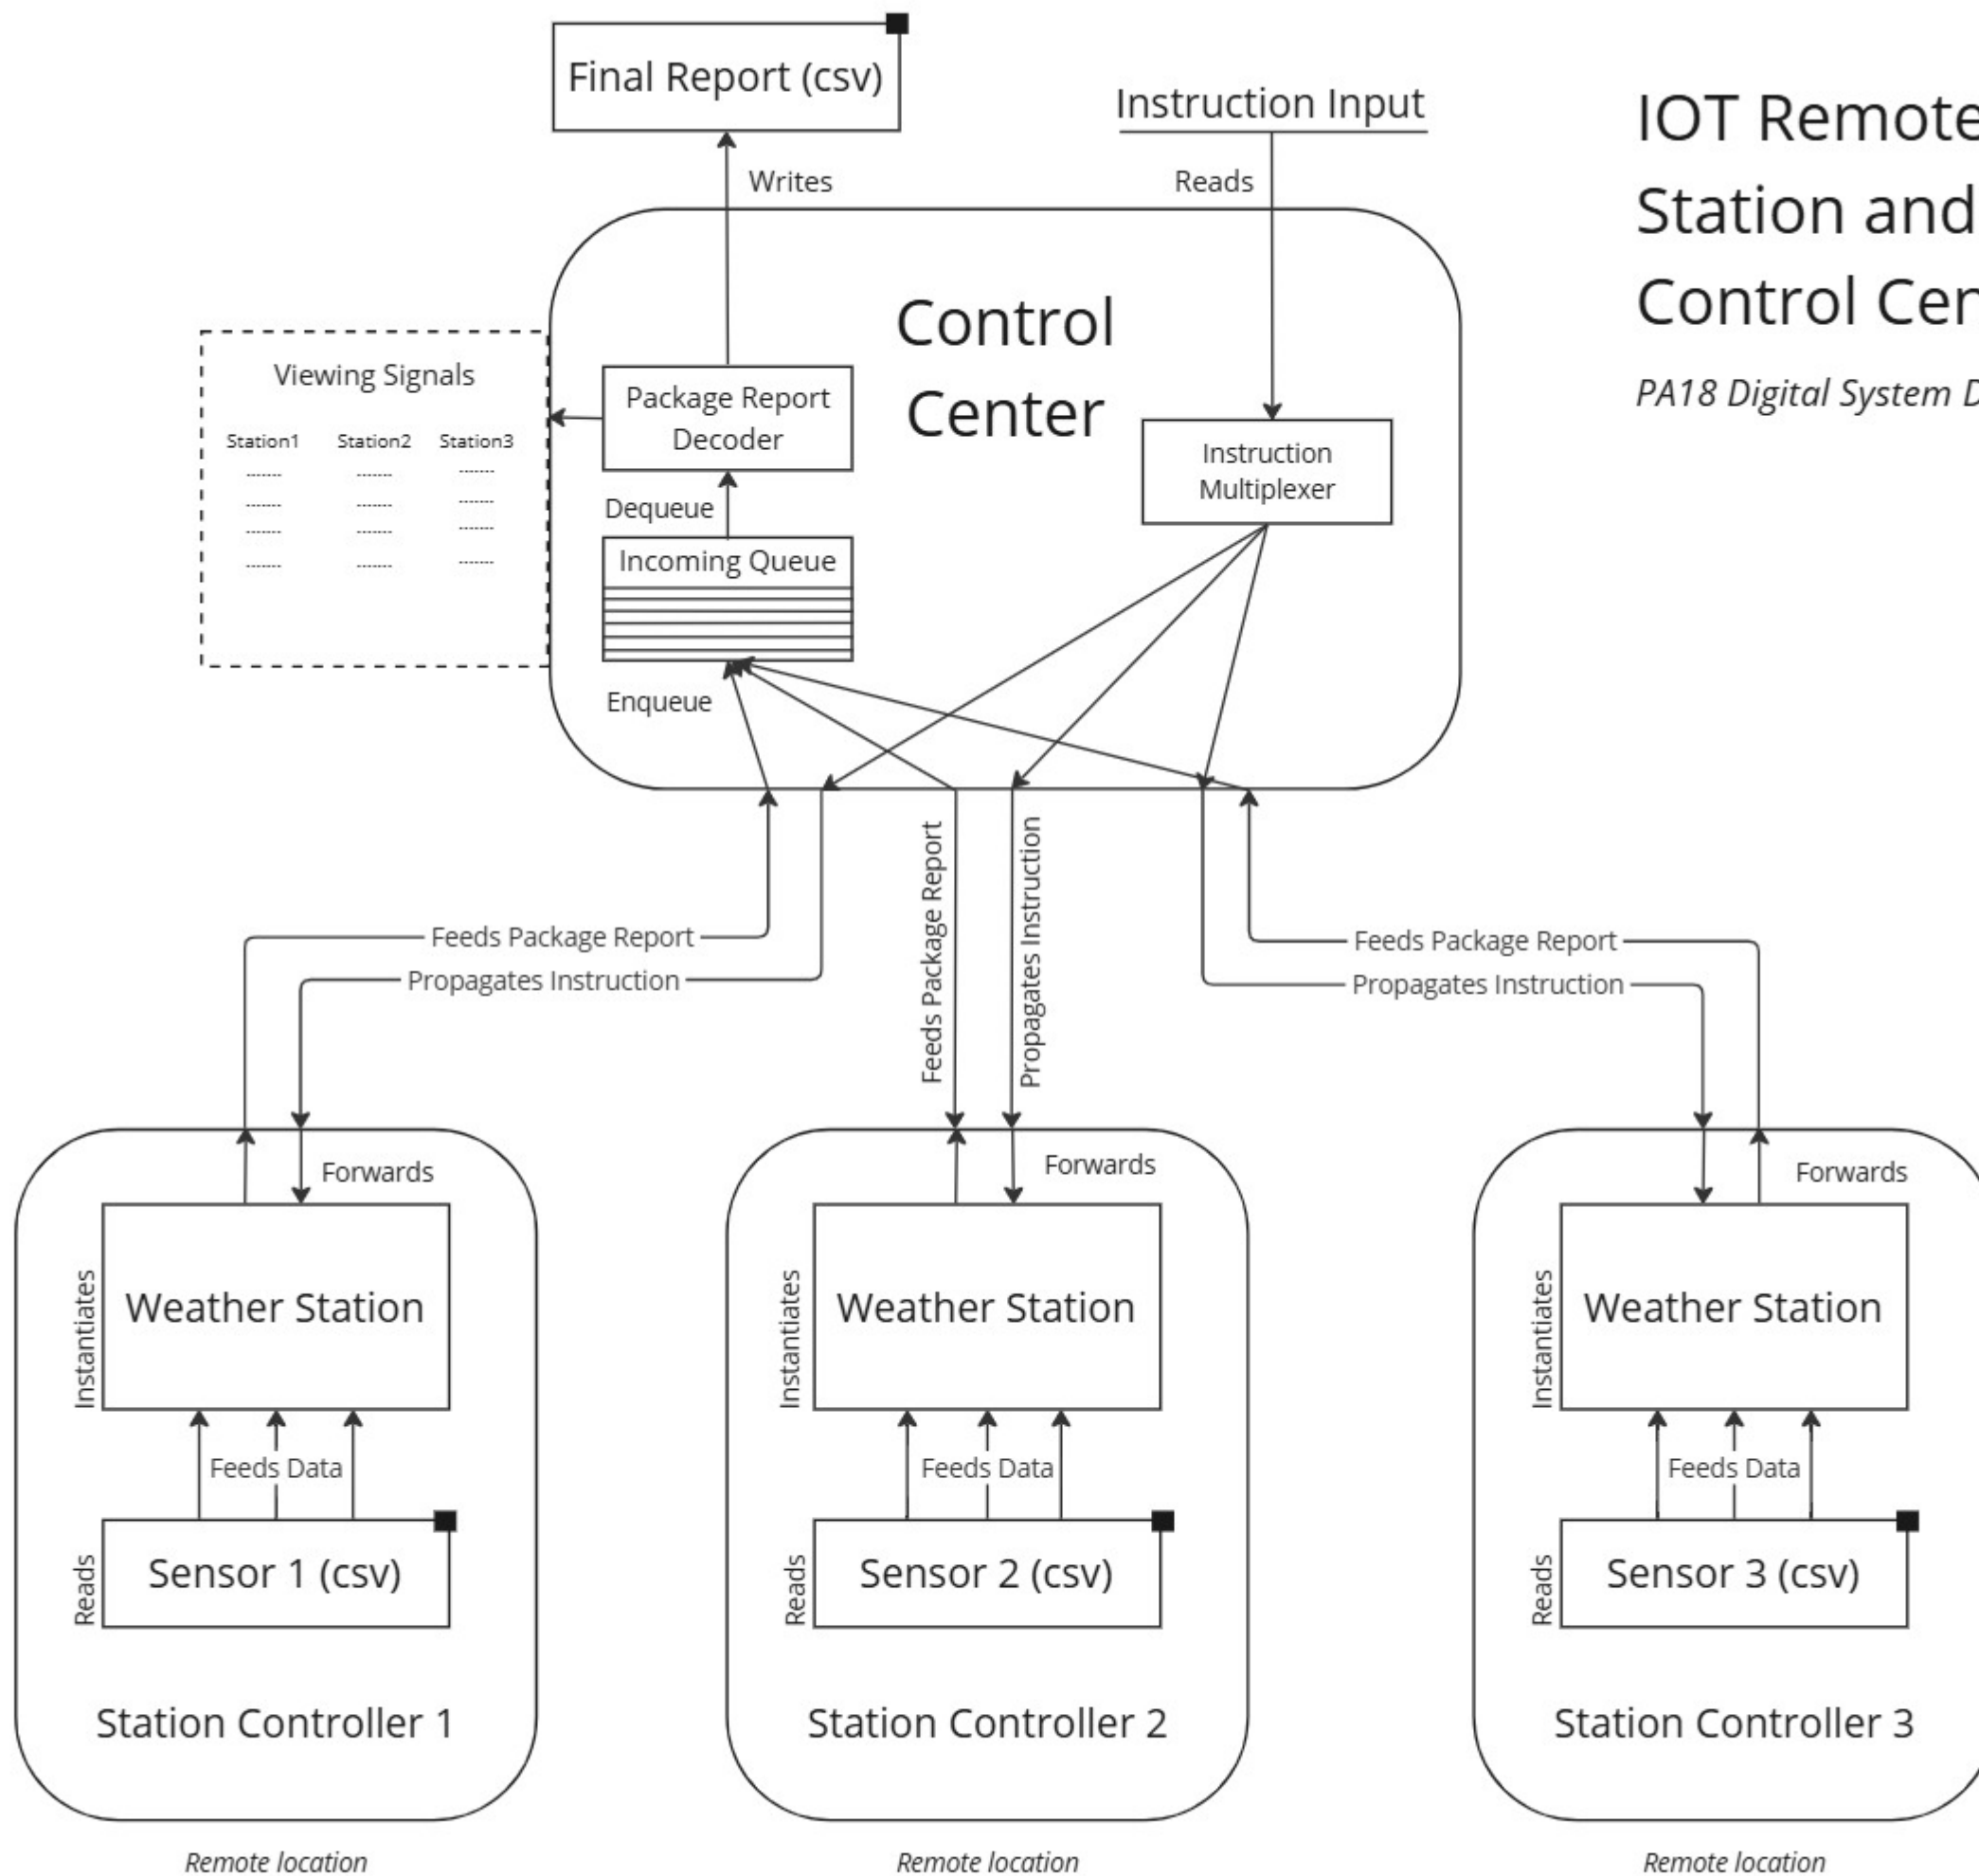 Final Report (csv)
Instruction Input
IOT Remote
Station and
Control Cen
PA18 Digital System D
Writes
Reads
Control
Center
Viewing Signals
Station1 Station2 Station3
------- ------- -------
------- ------- -------
------- ------- -------
------- ------- -------
Package Report
Decoder
Instruction
Multiplexer
Dequeue
Incoming Queue
Enqueue
Feeds Package Report
Propagates Instruction
Feeds Package Report
Propagates Instruction
Feeds Package Report
Propagates Instruction
Forwards
Instantiates
Weather Station
Feeds Data
Reads
Sensor 1 (csv)
Station Controller 1
Remote location
Forwards
Instantiates
Weather Station
Feeds Data
Reads
Sensor 2 (csv)
Station Controller 2
Remote location
Forwards
Instantiates
Weather Station
Feeds Data
Reads
Sensor 3 (csv)
Station Controller 3
Remote location